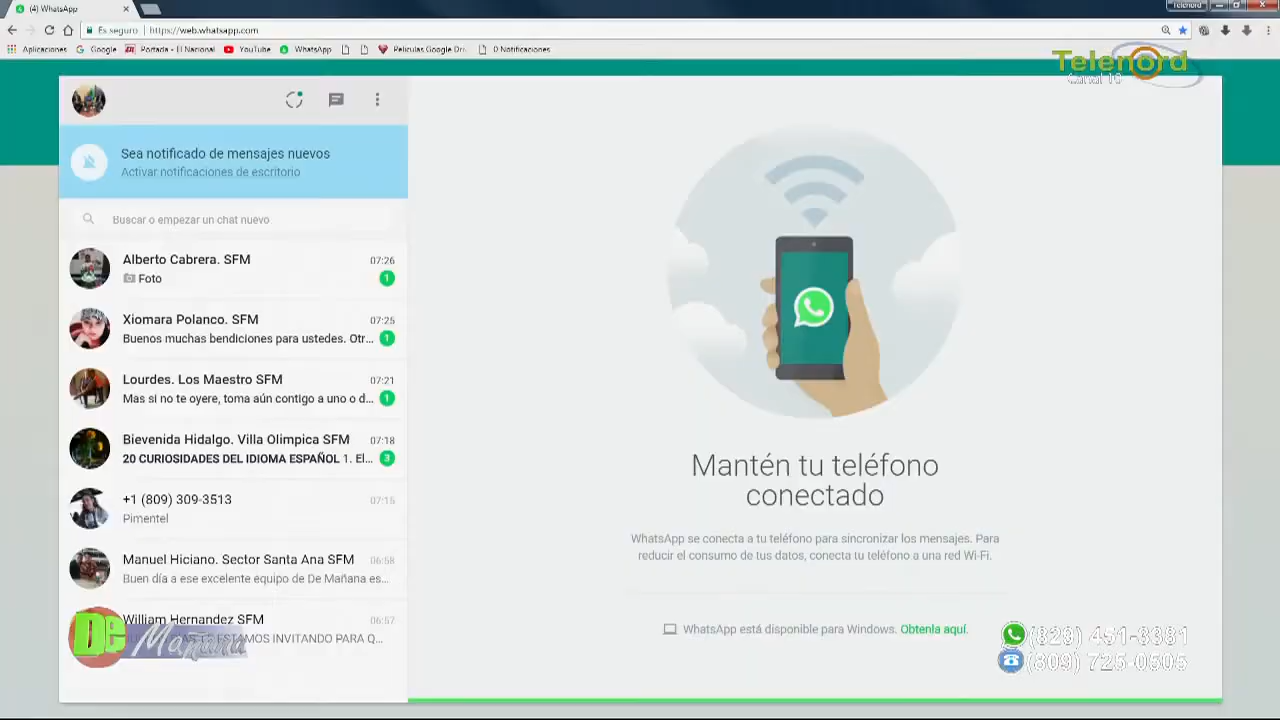 (4) WhatsApp
Telenord
Es seguro https://web.whatsapp.com
Aplicaciones Google Portada - El Nacional YouTube WhatsApp Películas Google Dri. 0 Notificaciones
Telenord
Canal 10
Sea notificado de mensajes nuevos
Activar notificaciones de escritorio
Buscar o empezar un chat nuevo
Alberto Cabrera. SFM 07:26
Foto 1
Xiomara Polanco. SFM 07:25
Buenos muchas bendiciones para ustedes. Otr... 1
Lourdes. Los Maestro SFM 07:21
Mas si no te oyere, toma aún contigo a uno o d... 1
Bievenida Hidalgo. Villa Olimpica SFM 07:18
20 CURIOSIDADES DEL IDIOMA ESPAÑOL 1. El... 3
+1 (809) 309-3513 07:15
Pimentel
Manuel Hiciano. Sector Santa Ana SFM 06:58
Buen día a ese excelente equipo de De Mañana es...
William Hernandez SFM 06:57
ESTAMOS INVITANDO PARA Q...
De Mañana
Mantén tu teléfono
conectado
WhatsApp se conecta a tu teléfono para sincronizar los mensajes. Para
reducir el consumo de tus datos, conecta tu teléfono a una red Wi-Fi.
WhatsApp está disponible para Windows. Obtenla aquí.
(829) 451-8381
(809) 725-0505